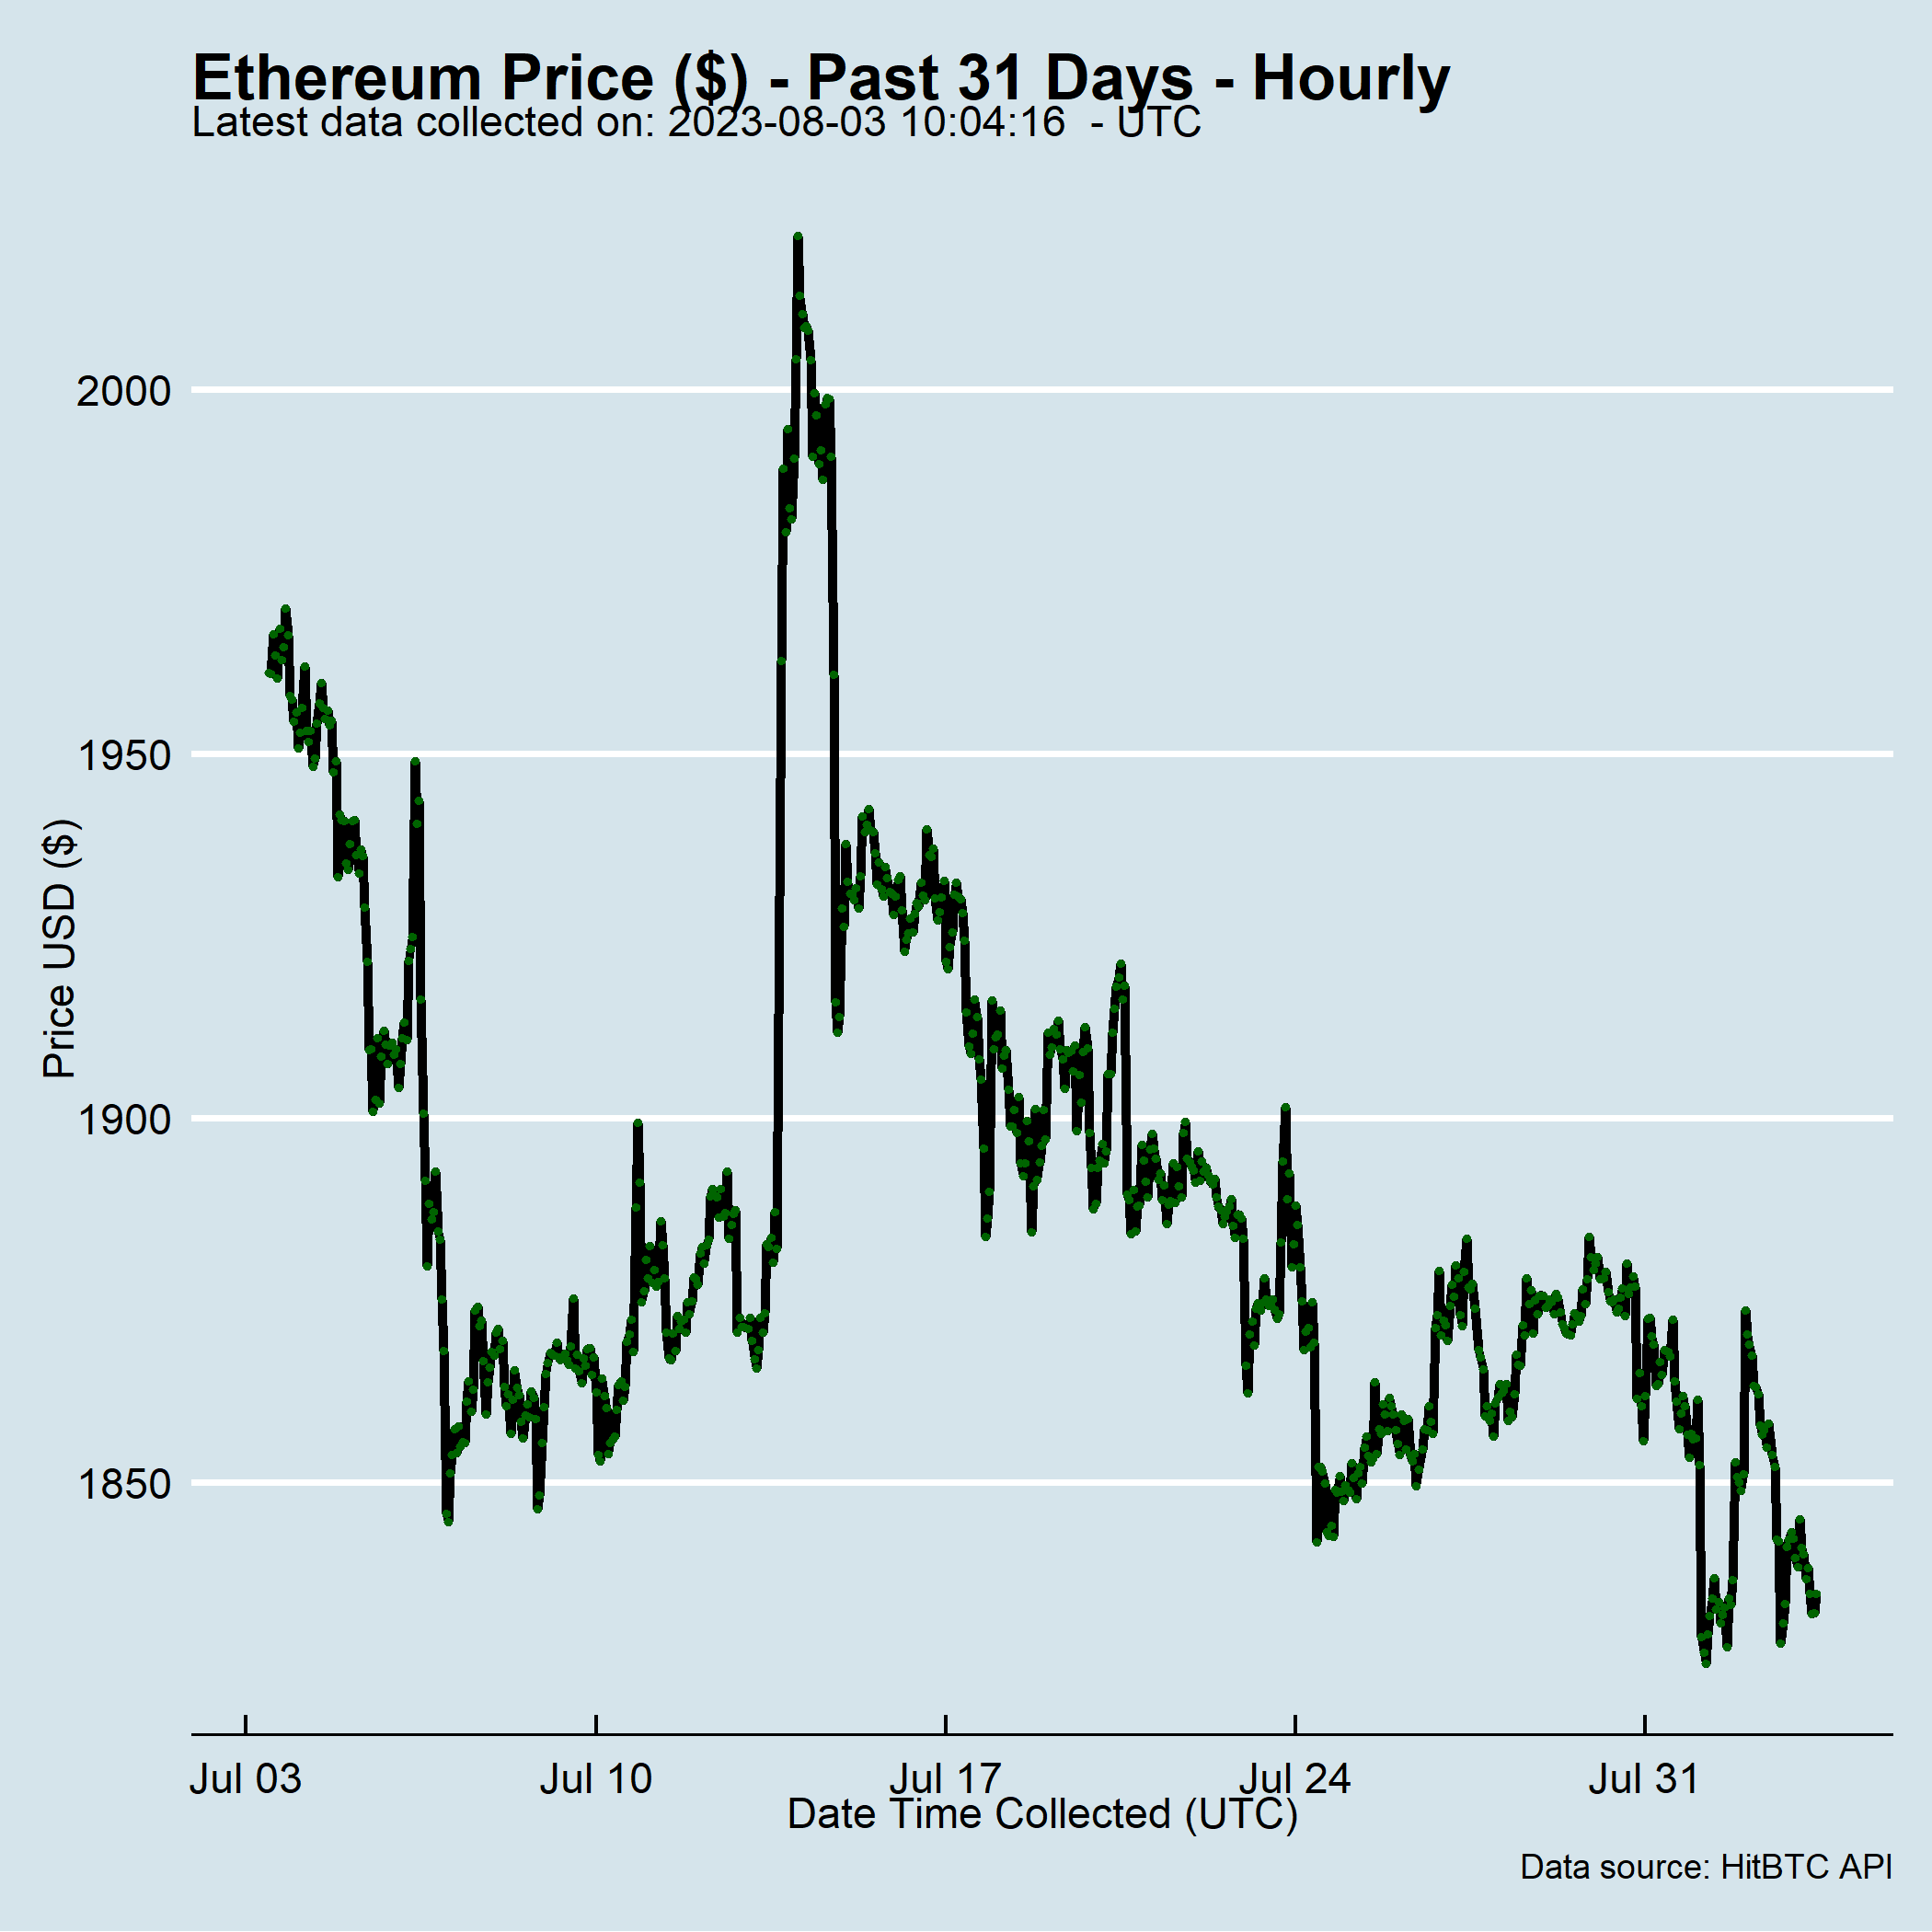 Ethereum Price ($) - Past 31 Days - Hourly
Latest data collected on: 2023-08-03 10:04:16  - UTC
2000
1950
1900
1850
Price USD ($)
Jul 03
Jul 10
Jul 17
Jul 24
Jul 31
Date Time Collected (UTC)
Data source: HitBTC API